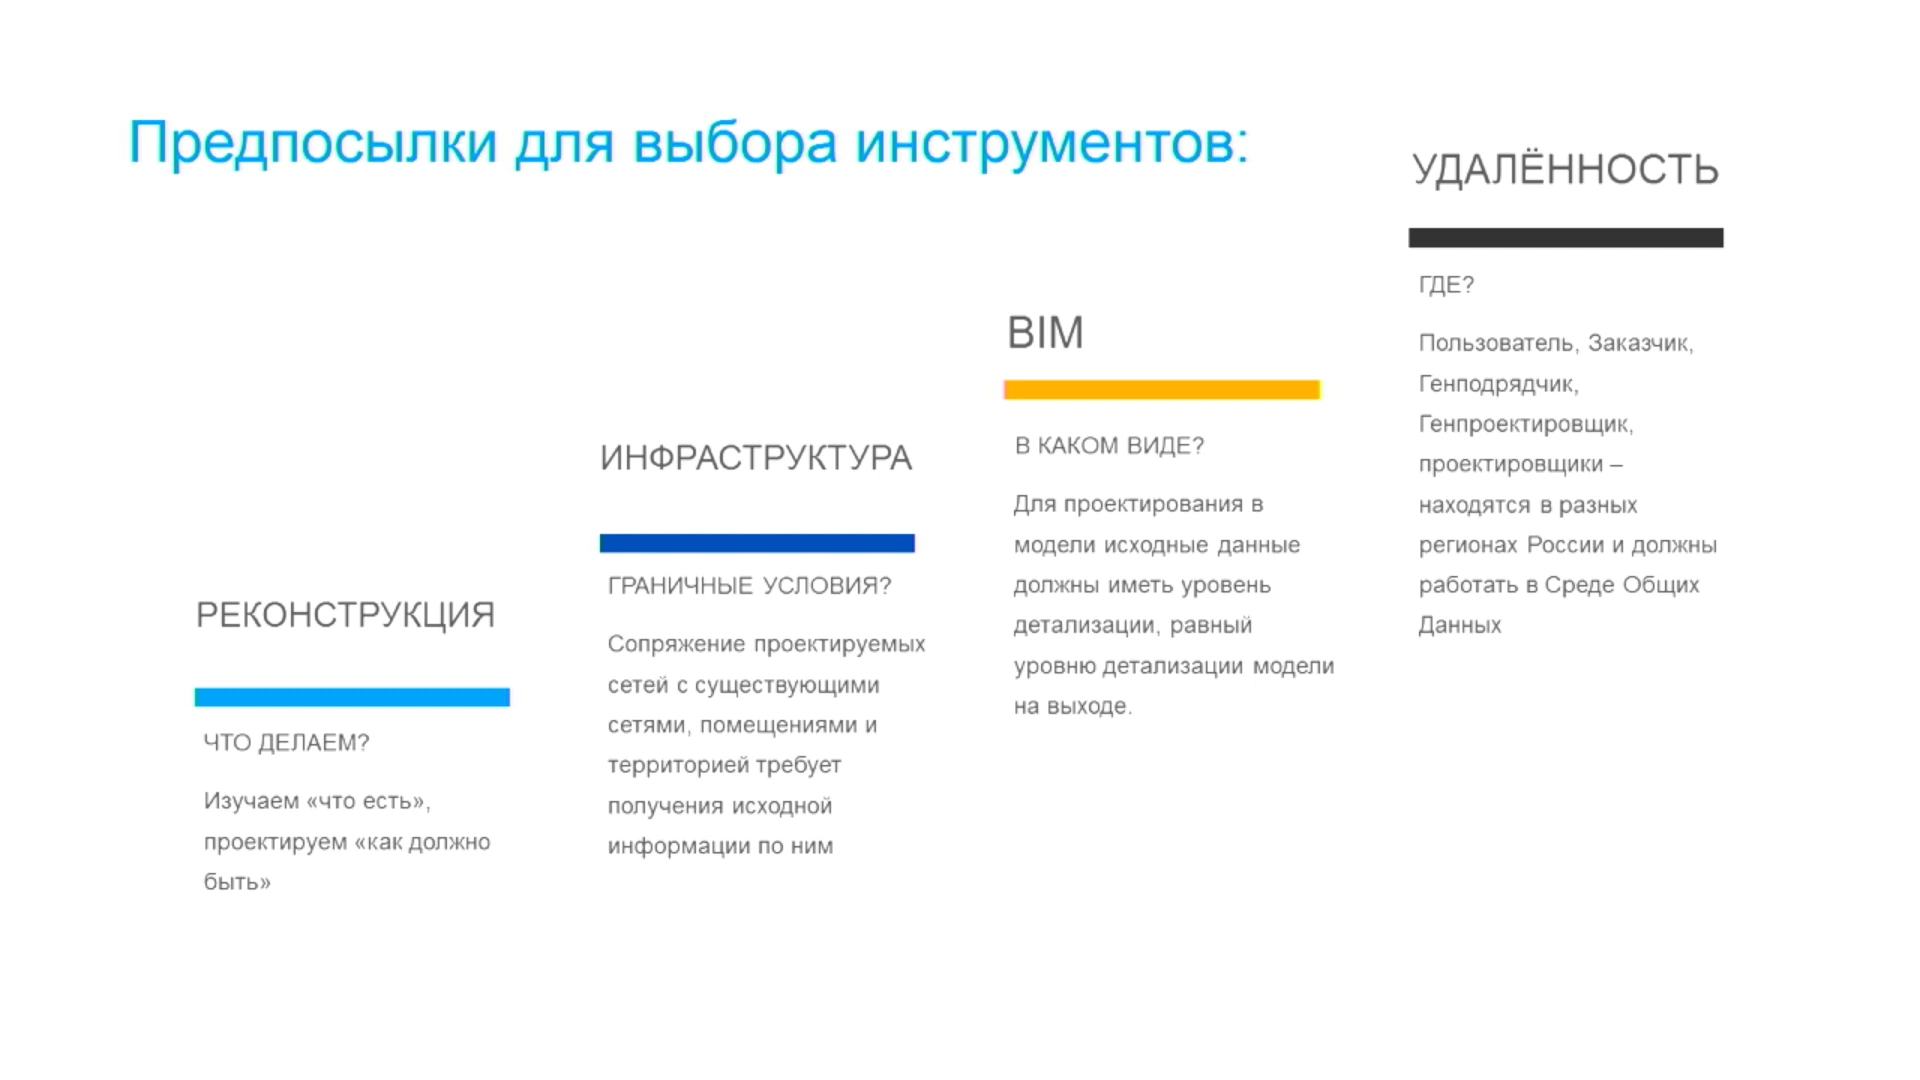 Предпосылки для выбора инструментов:
РЕКОНСТРУКЦИЯ
ЧТО ДЕЛАЕМ?
Изучаем «что есть»,
проектируем «как должно
быть»
ИНФРАСТРУКТУРА
ГРАНИЧНЫЕ УСЛОВИЯ?
Сопряжение проектируемых
сетей с существующими
сетями, помещениями и
территорией требует
получения исходной
информации по ним
BIM
В КАКОМ ВИДЕ?
Для проектирования в
модели исходные данные
должны иметь уровень
детализации, равный
уровню детализации модели
на выходе.
УДАЛЁННОСТЬ
ГДЕ?
Пользователь, Заказчик,
Генподрядчик,
Генпроектировщик,
проектировщики –
находятся в разных
регионах России и должны
работать в Среде Общих
Данных